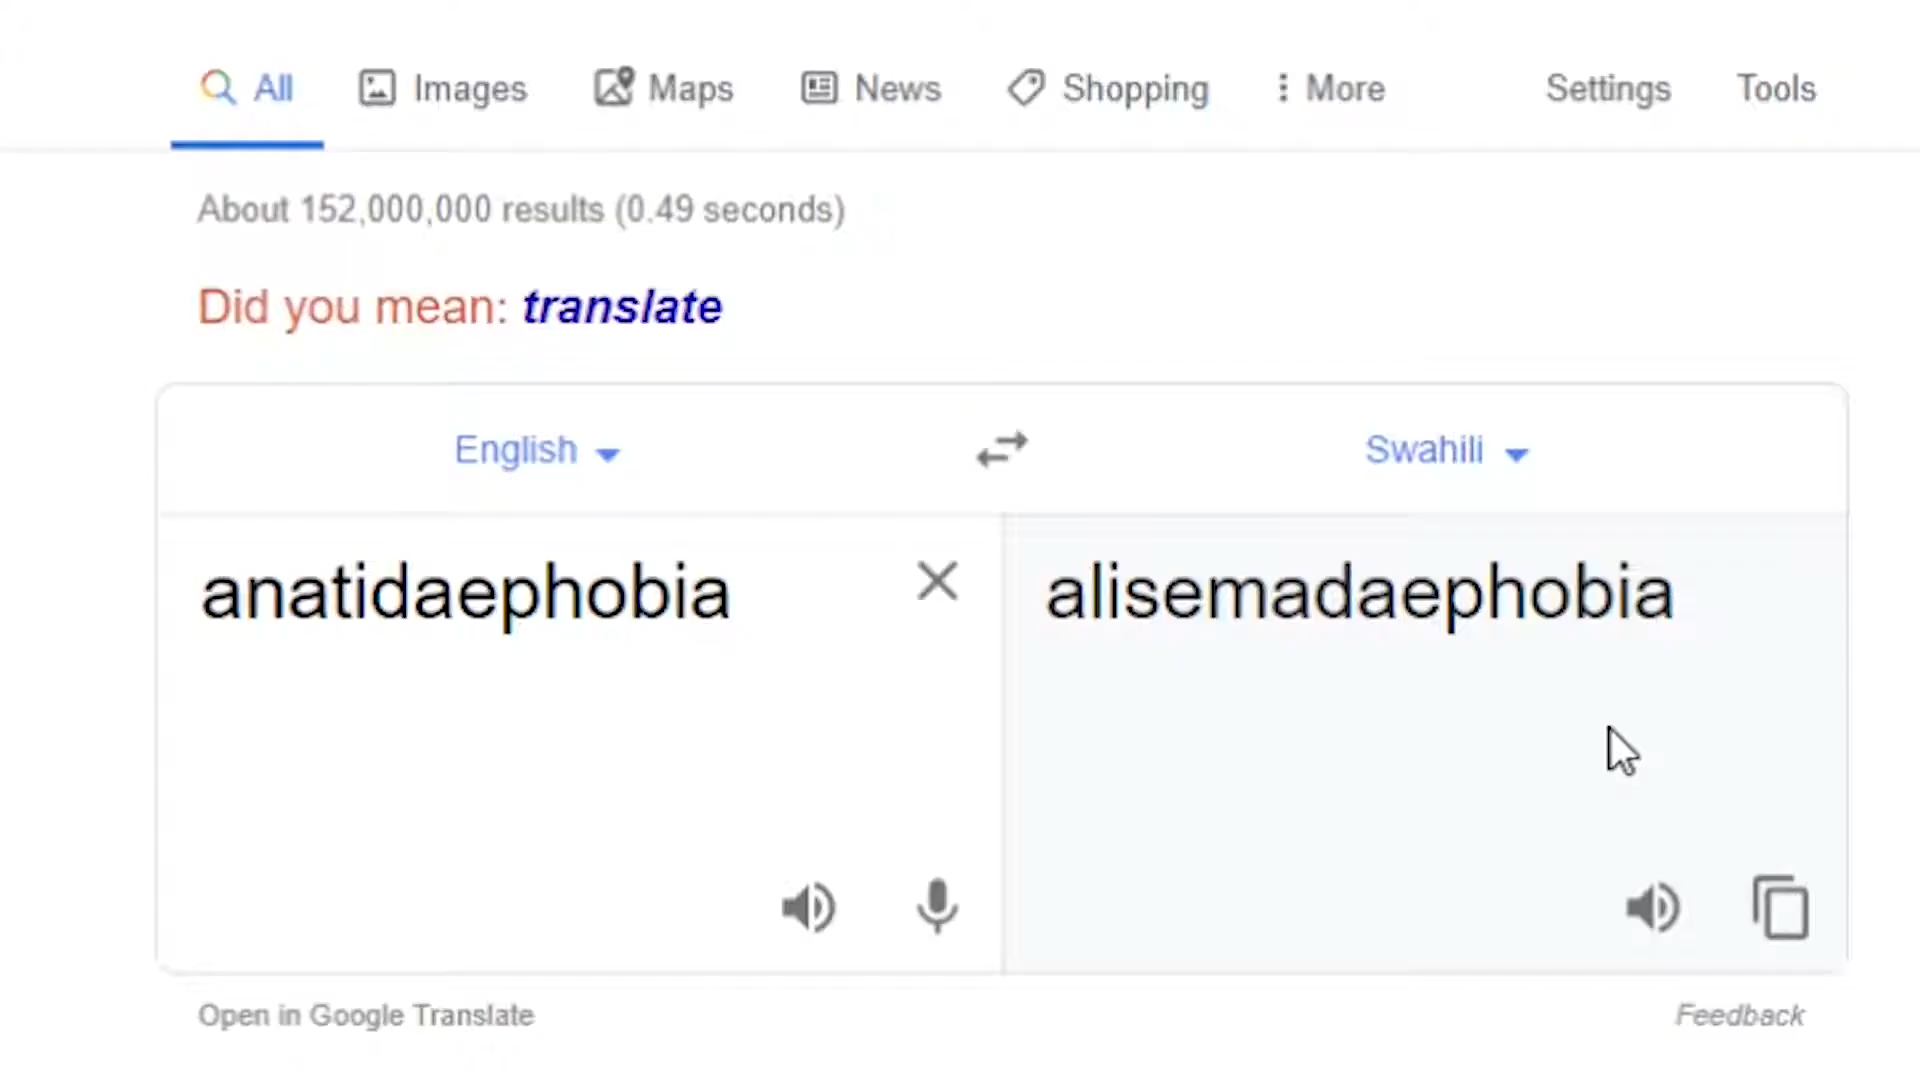 All Images Maps News Shopping More Settings Tools
About 152,000,000 results (0.49 seconds)
Did you mean: translate
English Swahili
anatidaephobia alisemadaephobia
Open in Google Translate Feedback